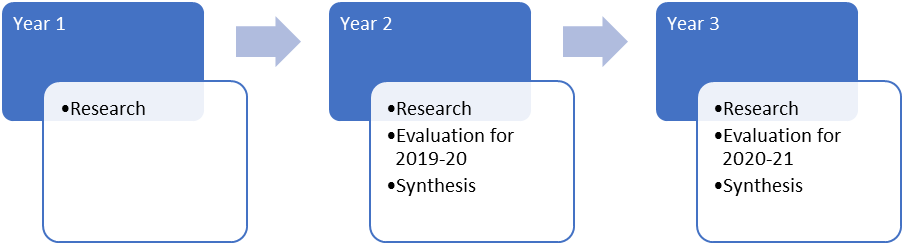 Year 1
•Research
Year 2
•Research
•Evaluation for
2019-20
•Synthesis
Year 3
•Research
•Evaluation for
2020-21
•Synthesis